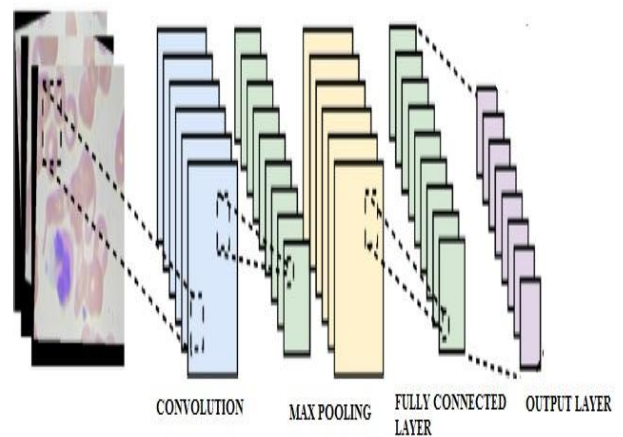 CONVOLUTION
MAX POOLING
FULLY CONNECTED
LAYER
OUTPUT LAYER